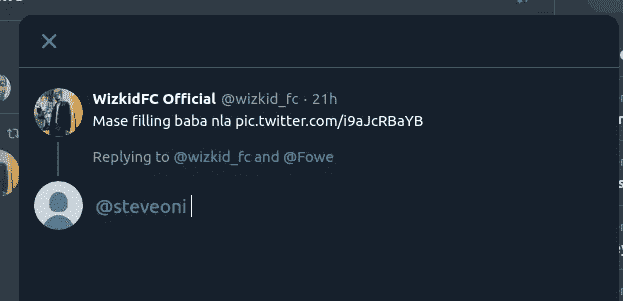 WizkidFC Official @wizkid_fc · 21h
Mase filling baba nla pic.twitter.com/i9aJcRBaYB
Replying to @wizkid_fc and @Fowe
@steveoni